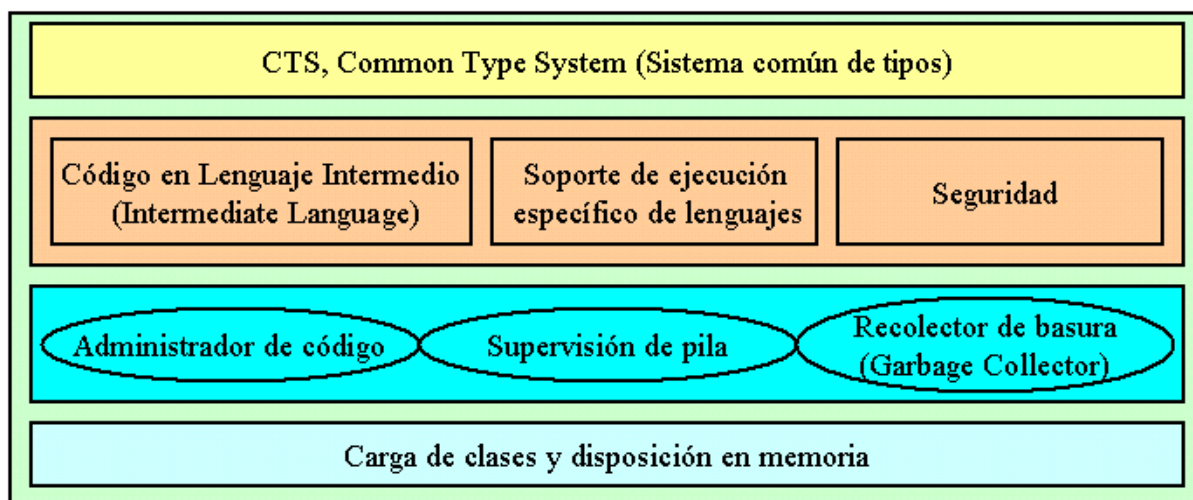 CTS, Common Type System (Sistema común de tipos)
Código en Lenguaje Intermedio
(Intermediate Language)
Soporte de ejecución
específico de lenguajes
Seguridad
Administrador de código
Supervisión de pila
Recolector de basura
(Garbage Collector)
Carga de clases y disposición en memoria